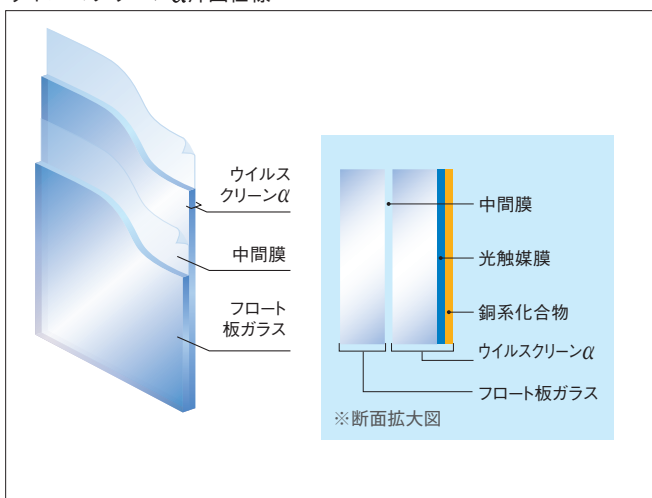 ウイルス
クリーンα
中間膜
フロート
板ガラス
中間膜
光触媒膜
銅系化合物
ウイルスクリーンα
フロート板ガラス
※断面拡大図